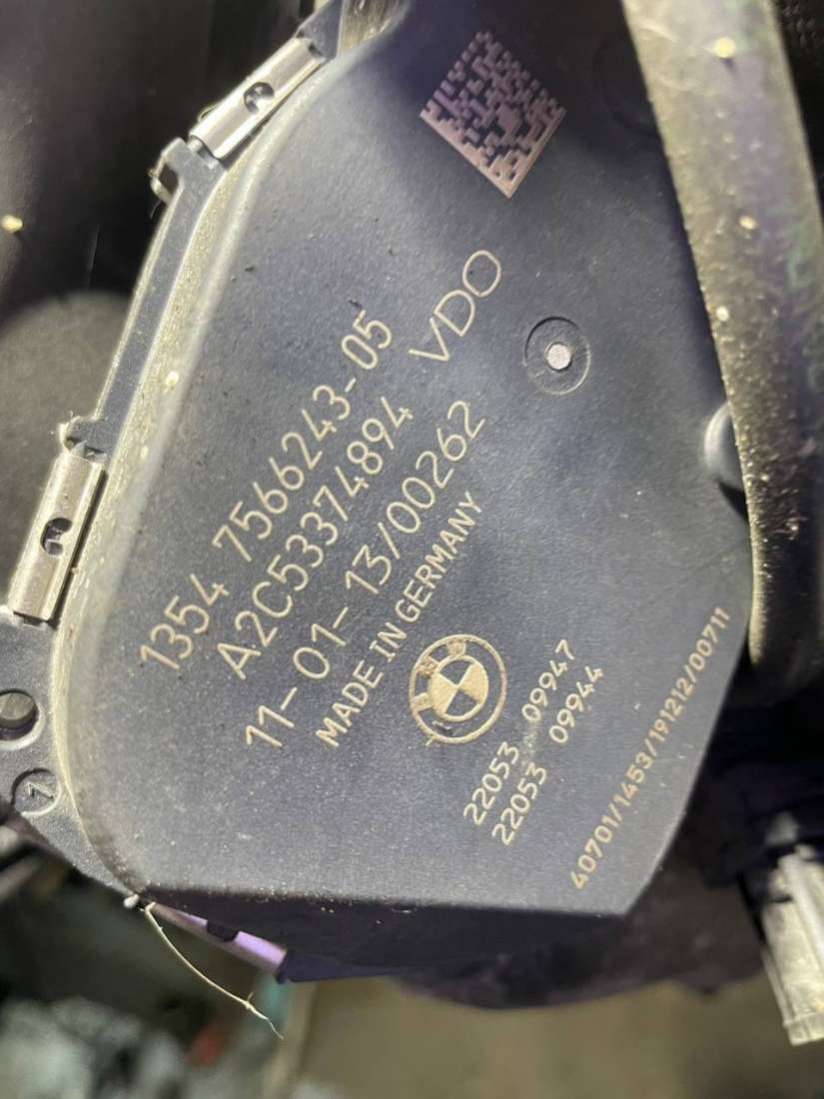 VDO
1354 7566243-05
A2C53374894
11-01-13/00262
MADE IN GERMANY
BMW
22053 09947
22053 09944
40701/1453/191212/00711